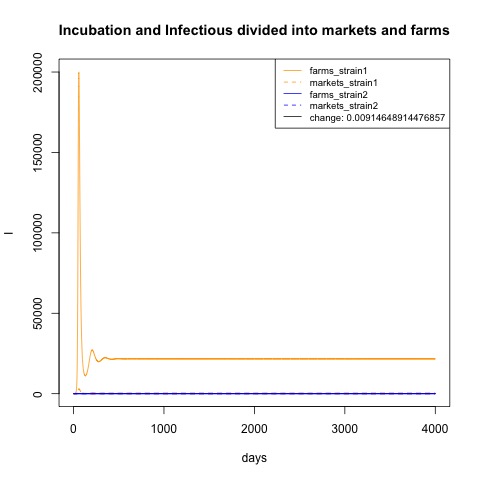 Incubation and Infectious divided into markets and farms
farms_strain1
markets_strain1
farms_strain2
markets_strain2
change: 0.00914648914476857
200000
150000
100000
50000
0
I
0 1000 2000 3000 4000
days